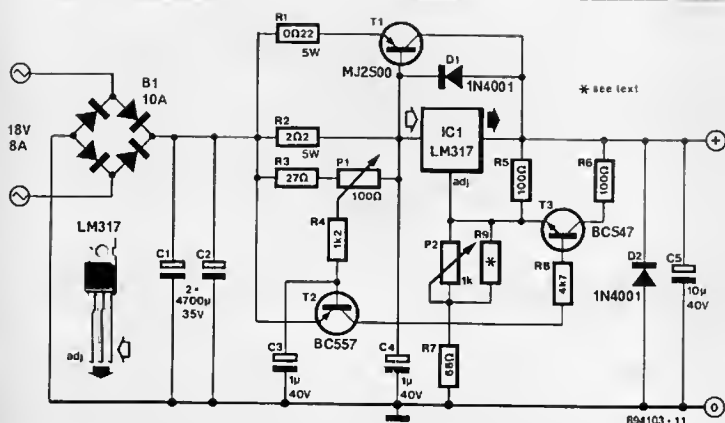 R1
0Ω22
5W
T1
MJ2500
D1
1N4001
* see text
B1
10A
18V
8A
R2
2Ω2
5W
IC1
LM317
adj
R3
27Ω
P1
100Ω
R5
100Ω
R6
100Ω
T3
BC547
R4
1k2
LM317
adj
C1
C2
2×
4700µ
35V
P2
1k
R9
*
R8
4k7
D2
1N4001
C5
10µ
40V
T2
BC557
C3
1µ
40V
C4
1µ
40V
R7
68Ω
+
0
894103 - 11